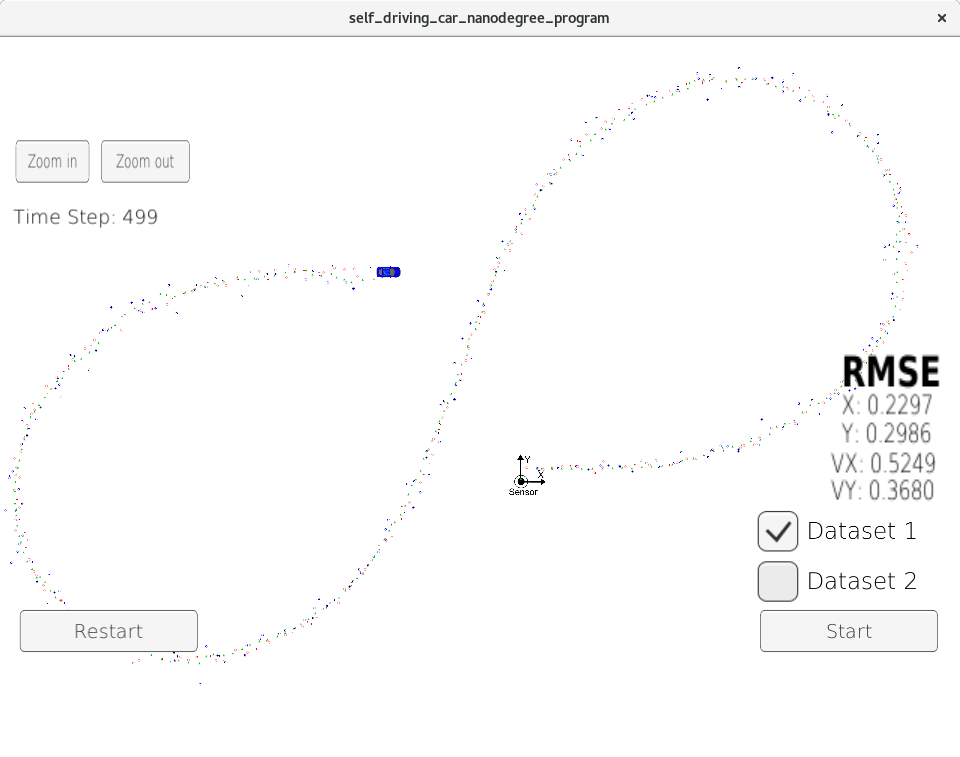 self_driving_car_nanodegree_program
Zoom in
Zoom out
Time Step: 499
RMSE
X: 0.2297
Y: 0.2986
VX: 0.5249
VY: 0.3680
Y
X
Sensor
Dataset 1
Dataset 2
Restart
Start